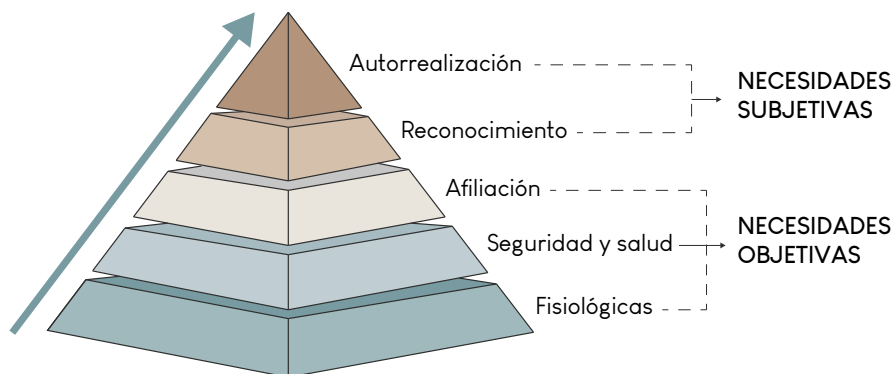 Autorrealización
NECESIDADES
SUBJETIVAS
Reconocimiento
Afiliación
Seguridad y salud
NECESIDADES
OBJETIVAS
Fisiológicas